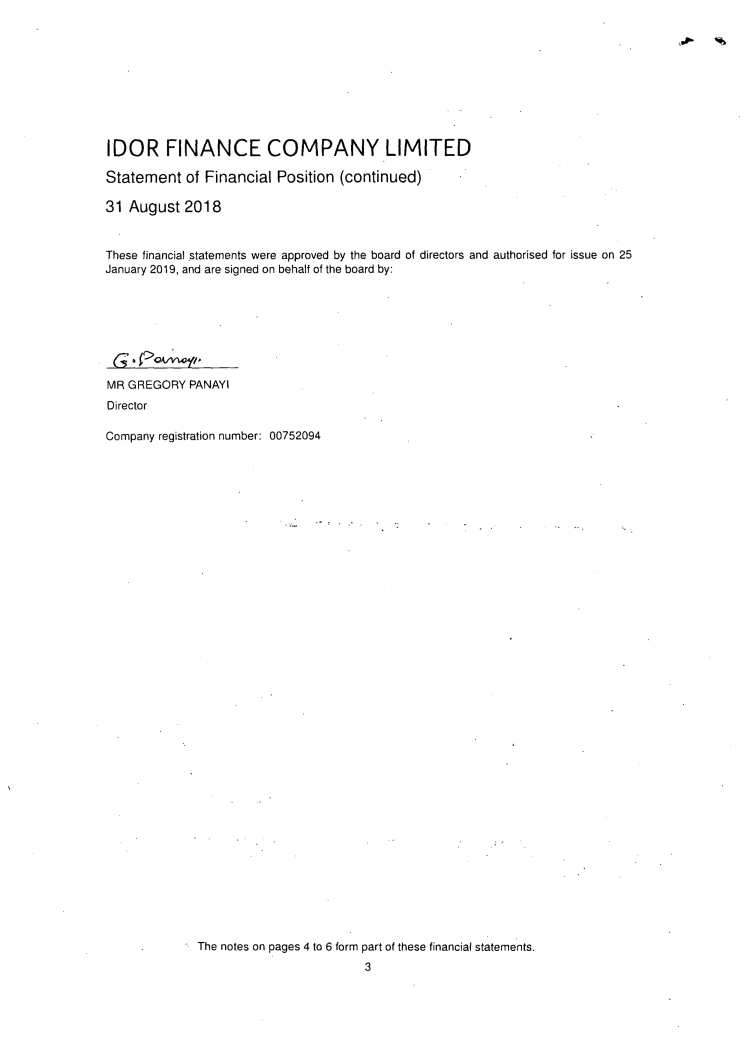 IDOR FINANCE COMPANY LIMITED
Statement of Financial Position (continued)
31 August 2018
These financial statements were approved by the board of directors and authorised for issue on 25
January 2019, and are signed on behalf of the board by:
G. Panayi.
MR GREGORY PANAYI
Director
Company registration number: 00752094
The notes on pages 4 to 6 form part of these financial statements.
3